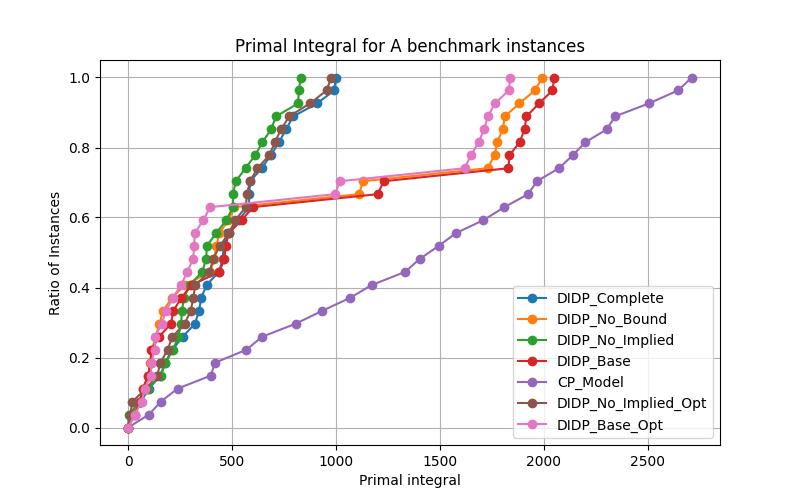 Primal Integral for A benchmark instances
Ratio of Instances
1.0
0.8
0.6
0.4
0.2
0.0
DIDP_Complete
DIDP_No_Bound
DIDP_No_Implied
DIDP_Base
CP_Model
DIDP_No_Implied_Opt
DIDP_Base_Opt
0 500 1000 1500 2000 2500
Primal integral